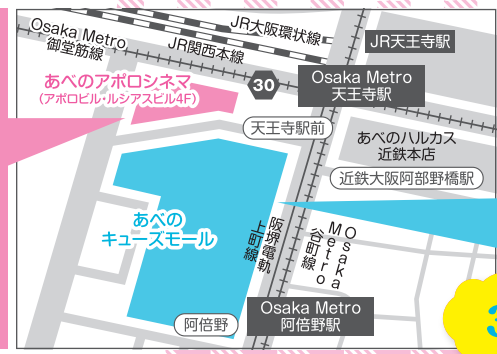 JR大阪環状線
JR天王寺駅
Osaka Metro
御堂筋線
JR関西本線
あべのアポロシネマ
(アポロビル・ルシアスビル4F)
30
Osaka Metro
天王寺駅
天王寺駅前
あべのハルカス
近鉄本店
近鉄大阪阿部野橋駅
あべの
キューズモール
阪堺電軌
上町線
Osaka
Metro
谷町線
Osaka Metro
阿倍野駅
阿倍野
3